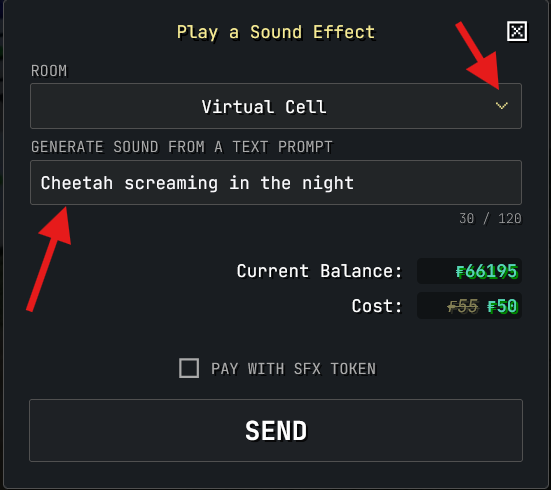 Play a Sound Effect
ROOM
Virtual Cell
GENERATE SOUND FROM A TEXT PROMPT
Cheetah screaming in the night
30 / 120
Current Balance: ₣66195
Cost: ₣55 ₣50
PAY WITH SFX TOKEN
SEND